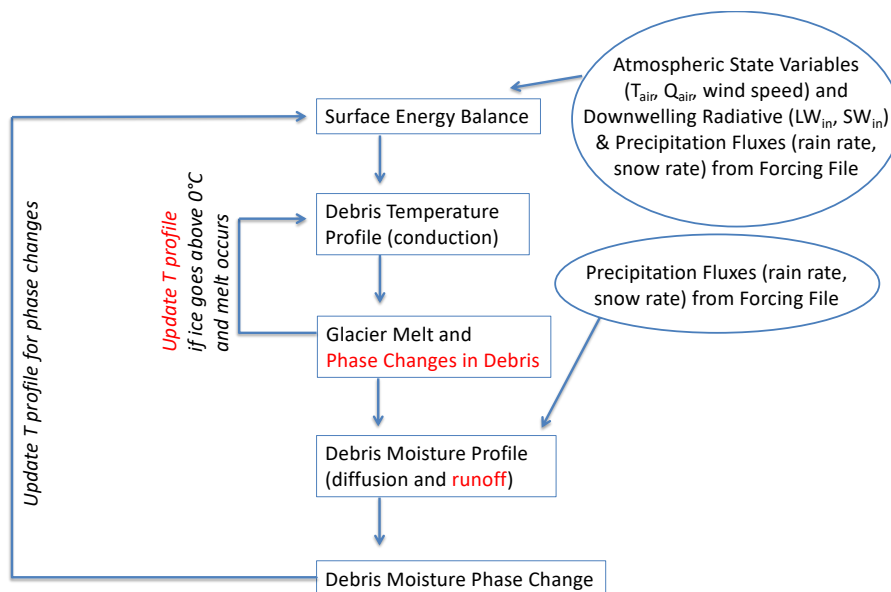 Atmospheric State Variables
(Tair, Qair, wind speed) and
Downwelling Radiative (LWin, SWin)
& Precipitation Fluxes (rain rate,
snow rate) from Forcing File
Surface Energy Balance
Debris Temperature
Profile (conduction)
Update T profile
if ice goes above 0°C
and melt occurs
Update T profile for phase changes
Precipitation Fluxes (rain rate,
snow rate) from Forcing File
Glacier Melt and
Phase Changes in Debris
Debris Moisture Profile
(diffusion and runoff)
Debris Moisture Phase Change